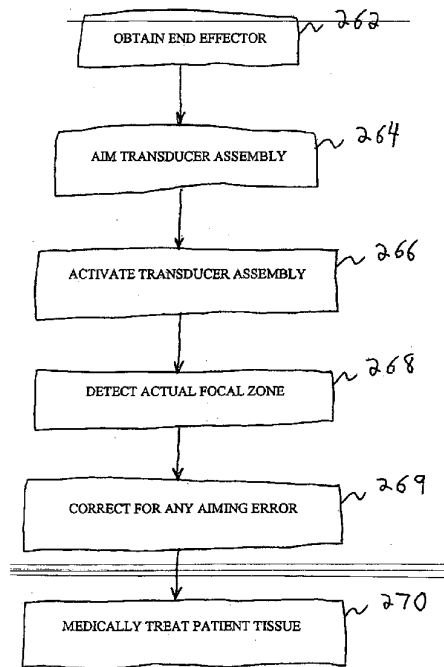 262
OBTAIN END EFFECTOR
264
AIM TRANSDUCER ASSEMBLY
266
ACTIVATE TRANSDUCER ASSEMBLY
268
DETECT ACTUAL FOCAL ZONE
269
CORRECT FOR ANY AIMING ERROR
270
MEDICALLY TREAT PATIENT TISSUE